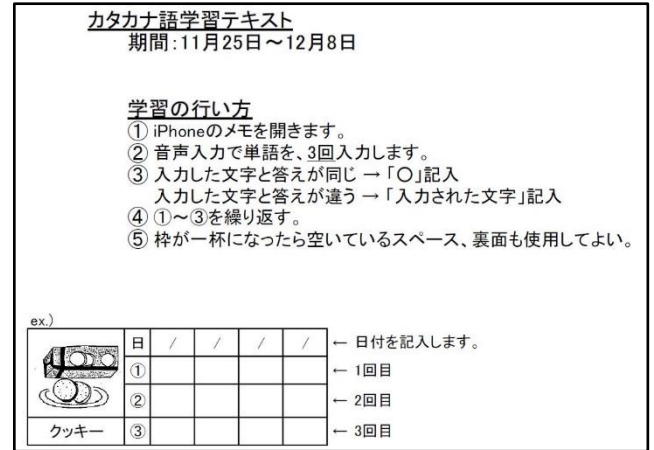 カタカナ語学習テキスト
期間:11月25日~12月8日
学習の行い方
① iPhoneのメモを開きます。
② 音声入力で単語を、3回入力します。
③ 入力した文字と答えが同じ → 「○」記入
入力した文字と答えが違う → 「入力された文字」記入
④ ①~③を繰り返す。
⑤ 枠が一杯になったら空いているスペース、裏面も使用してよい。
ex.)
日 / / / / ← 日付を記入します。
① ← 1回目
② ← 2回目
クッキー ③ ← 3回目